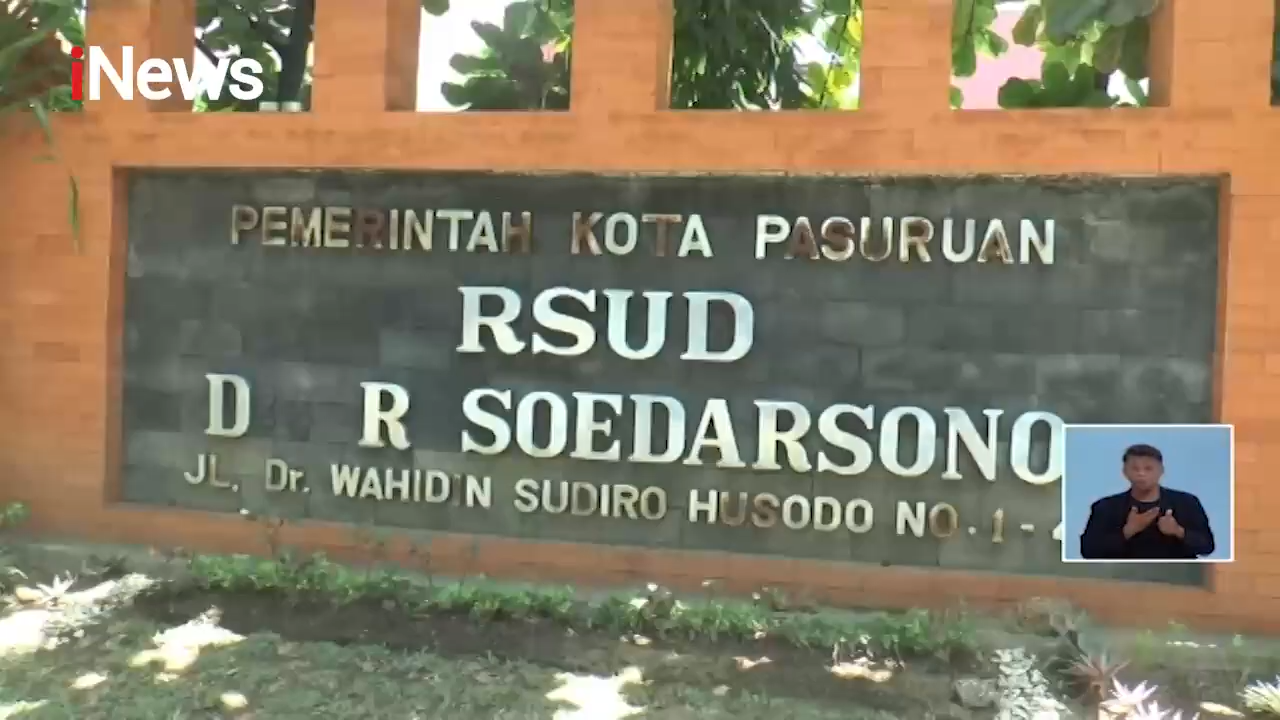 iNews
PEMERINTAH KOTA PASURUAN
RSUD
D R SOEDARSONO
JL. Dr. WAHIDIN SUDIRO HUSODO NO. 1 -